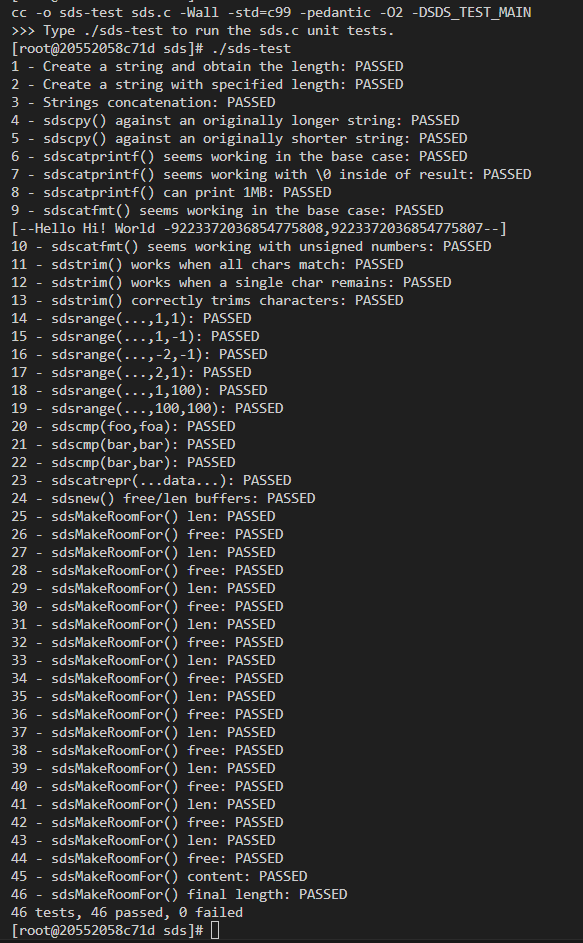 cc -o sds-test sds.c -Wall -std=c99 -pedantic -O2 -DSDS_TEST_MAIN
>>> Type ./sds-test to run the sds.c unit tests.
[root@20552058c71d sds]# ./sds-test
1 - Create a string and obtain the length: PASSED
2 - Create a string with specified length: PASSED
3 - Strings concatenation: PASSED
4 - sdscpy() against an originally longer string: PASSED
5 - sdscpy() against an originally shorter string: PASSED
6 - sdscatprintf() seems working in the base case: PASSED
7 - sdscatprintf() seems working with \0 inside of result: PASSED
8 - sdscatprintf() can print 1MB: PASSED
9 - sdscatfmt() seems working in the base case: PASSED
[--Hello Hi! World -9223372036854775808,9223372036854775807--]
10 - sdscatfmt() seems working with unsigned numbers: PASSED
11 - sdstrim() works when all chars match: PASSED
12 - sdstrim() works when a single char remains: PASSED
13 - sdstrim() correctly trims characters: PASSED
14 - sdsrange(...,1,1): PASSED
15 - sdsrange(...,1,-1): PASSED
16 - sdsrange(...,-2,-1): PASSED
17 - sdsrange(...,2,1): PASSED
18 - sdsrange(...,1,100): PASSED
19 - sdsrange(...,100,100): PASSED
20 - sdscmp(foo,foa): PASSED
21 - sdscmp(bar,bar): PASSED
22 - sdscmp(bar,bar): PASSED
23 - sdscatrepr(...data...): PASSED
24 - sdsnew() free/len buffers: PASSED
25 - sdsMakeRoomFor() len: PASSED
26 - sdsMakeRoomFor() free: PASSED
27 - sdsMakeRoomFor() len: PASSED
28 - sdsMakeRoomFor() free: PASSED
29 - sdsMakeRoomFor() len: PASSED
30 - sdsMakeRoomFor() free: PASSED
31 - sdsMakeRoomFor() len: PASSED
32 - sdsMakeRoomFor() free: PASSED
33 - sdsMakeRoomFor() len: PASSED
34 - sdsMakeRoomFor() free: PASSED
35 - sdsMakeRoomFor() len: PASSED
36 - sdsMakeRoomFor() free: PASSED
37 - sdsMakeRoomFor() len: PASSED
38 - sdsMakeRoomFor() free: PASSED
39 - sdsMakeRoomFor() len: PASSED
40 - sdsMakeRoomFor() free: PASSED
41 - sdsMakeRoomFor() len: PASSED
42 - sdsMakeRoomFor() free: PASSED
43 - sdsMakeRoomFor() len: PASSED
44 - sdsMakeRoomFor() free: PASSED
45 - sdsMakeRoomFor() content: PASSED
46 - sdsMakeRoomFor() final length: PASSED
46 tests, 46 passed, 0 failed
[root@20552058c71d sds]#